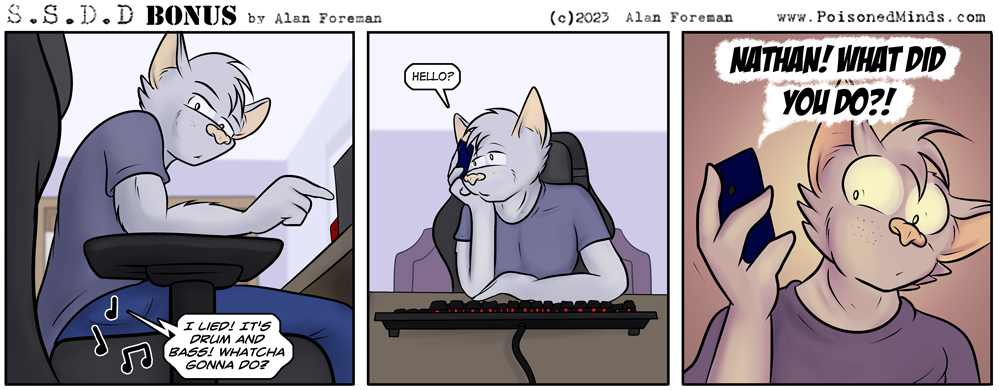 S.S.D.D BONUS by Alan Foreman (c)2023 Alan Foreman www.PoisonedMinds.com
I LIED! IT'S
DRUM AND
BASS! WHATCHA
GONNA DO?
HELLO?
NATHAN! WHAT DID
YOU DO?!